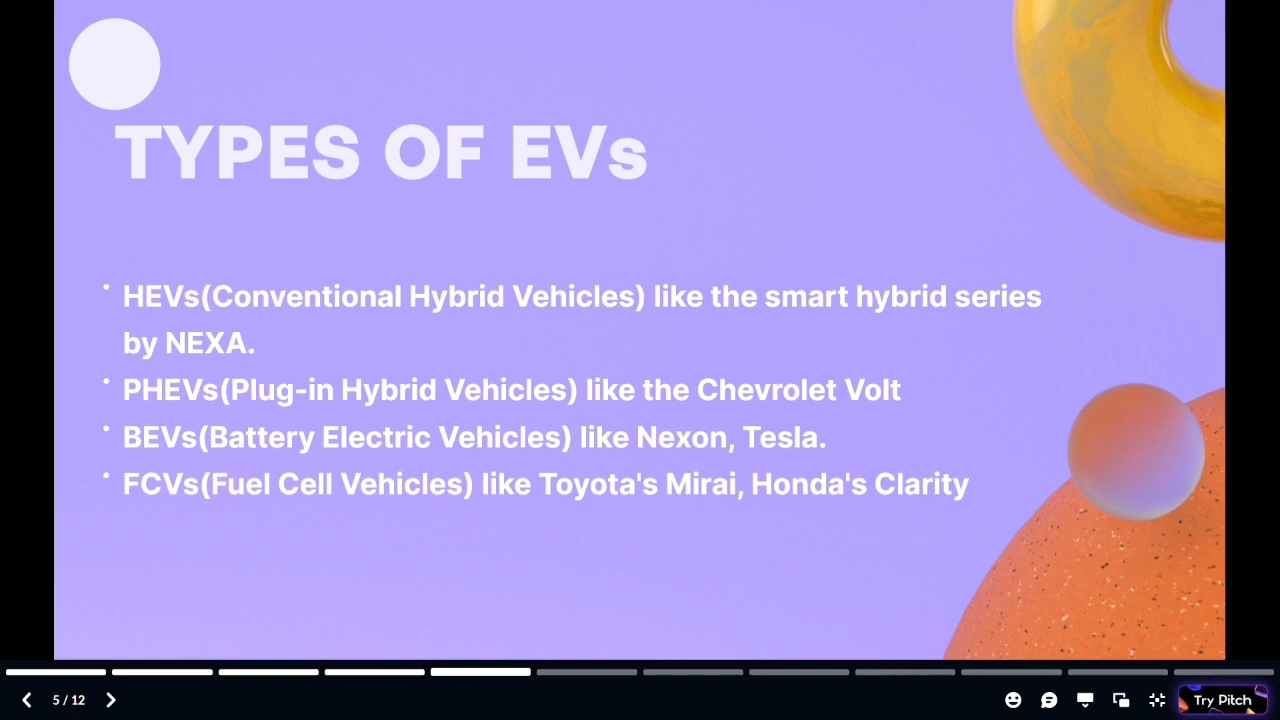 TYPES OF EVs
• HEVs(Conventional Hybrid Vehicles) like the smart hybrid series
by NEXA.
• PHEVs(Plug-in Hybrid Vehicles) like the Chevrolet Volt
• BEVs(Battery Electric Vehicles) like Nexon, Tesla.
• FCVs(Fuel Cell Vehicles) like Toyota's Mirai, Honda's Clarity
5 / 12
Try Pitch